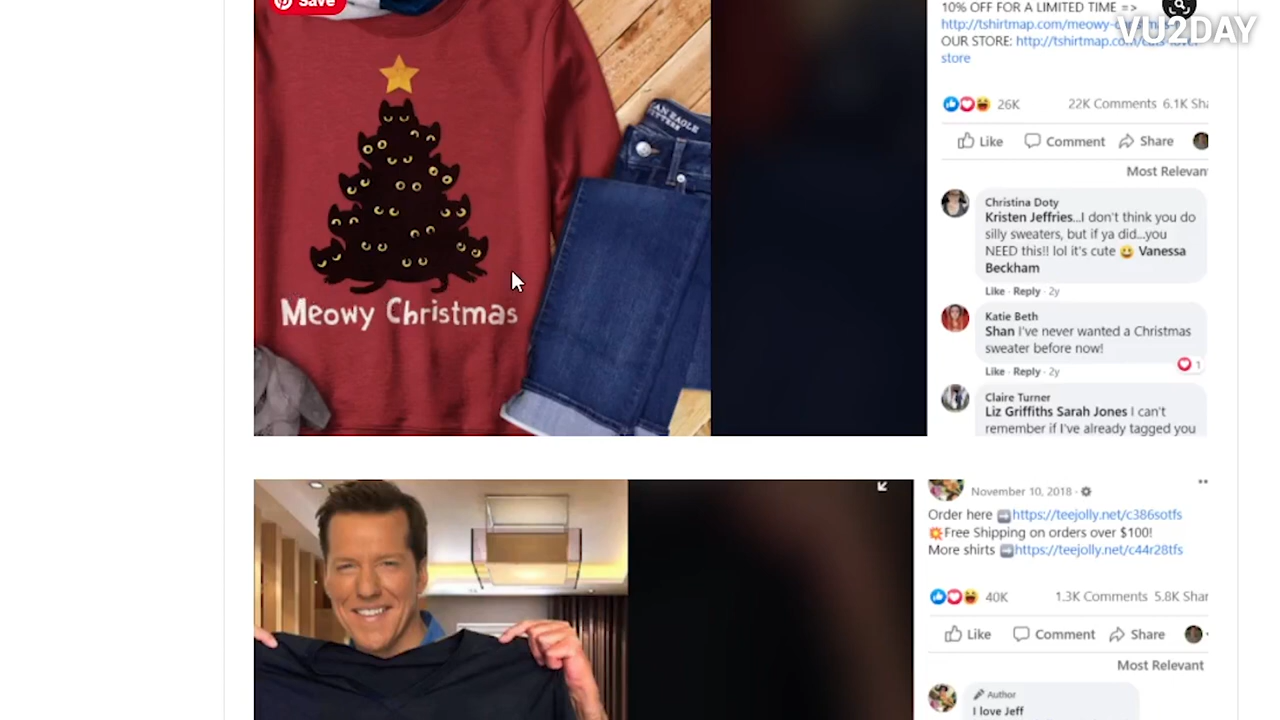 Save
10% OFF FOR A LIMITED TIME =>
http://tshirtmap.com/meowy-
VU2DAY
OUR STORE: http://tshirtmap.com/cats-lover-
store
26K
22K Comments 6.1K Sha
Like Comment Share
Most Relevan
Christina Doty
Kristen Jeffries...I don't think you do
silly sweaters, but if ya did...you
NEED this!! lol it's cute 😀 Vanessa
Beckham
Like · Reply · 2y
Katie Beth
Shan I've never wanted a Christmas
sweater before now!
1
Like · Reply · 2y
Claire Turner
Liz Griffiths Sarah Jones I can't
remember if I've already tagged you
AN EAGLE
Meowy Christmas
November 10, 2018 ·
Order here ➡️https://teejolly.net/c386sotfs
💥Free Shipping on orders over $100!
More shirts ➡️https://teejolly.net/c44r28tfs
40K
1.3K Comments 5.8K Shar
Like Comment Share
Most Relevant
Author
I love Jeff